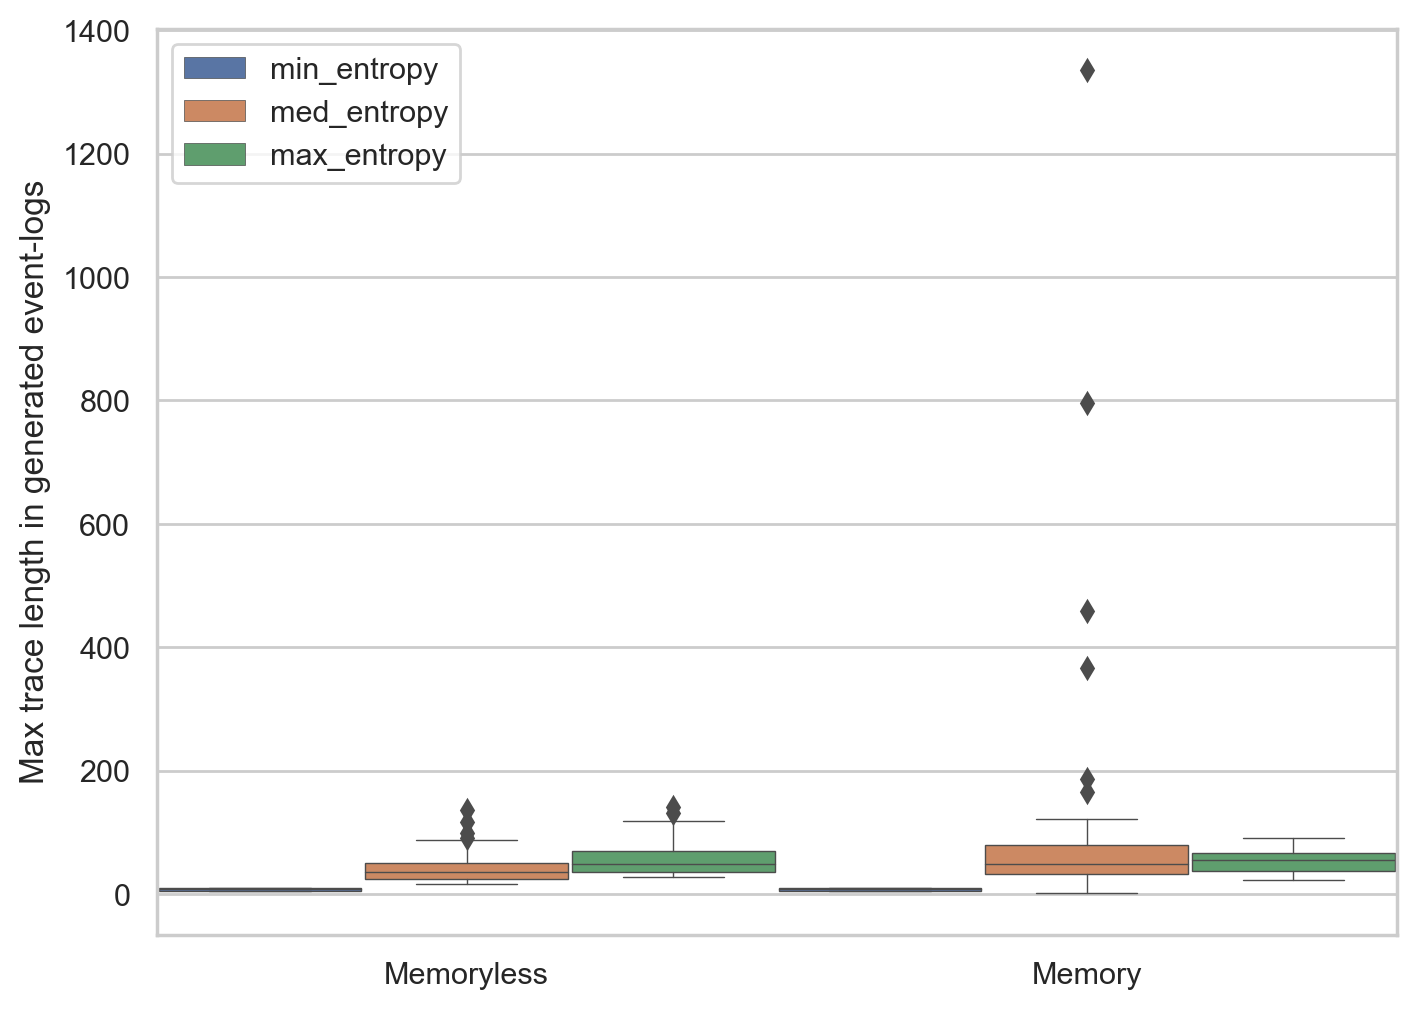 1400
1200
1000
800
600
400
200
0
Max trace length in generated event-logs
min_entropy
med_entropy
max_entropy
Memoryless
Memory